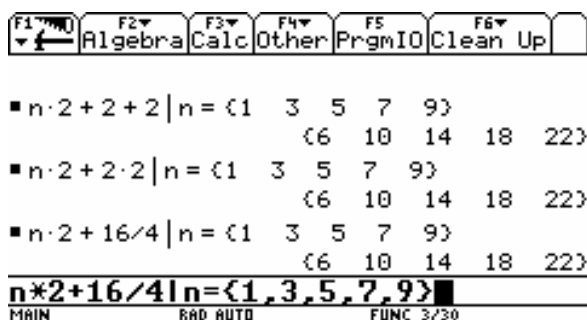 F1 F2 F3 F4 F5 F6
Algebra Calc Other PrgmIO Clean Up
n·2+2+2|n={1 3 5 7 9}
{6 10 14 18 22}
n·2+2·2|n={1 3 5 7 9}
{6 10 14 18 22}
n·2+16/4|n={1 3 5 7 9}
{6 10 14 18 22}
n*2+16/4|n={1,3,5,7,9}
MAIN RAD AUTO FUNC 3/30